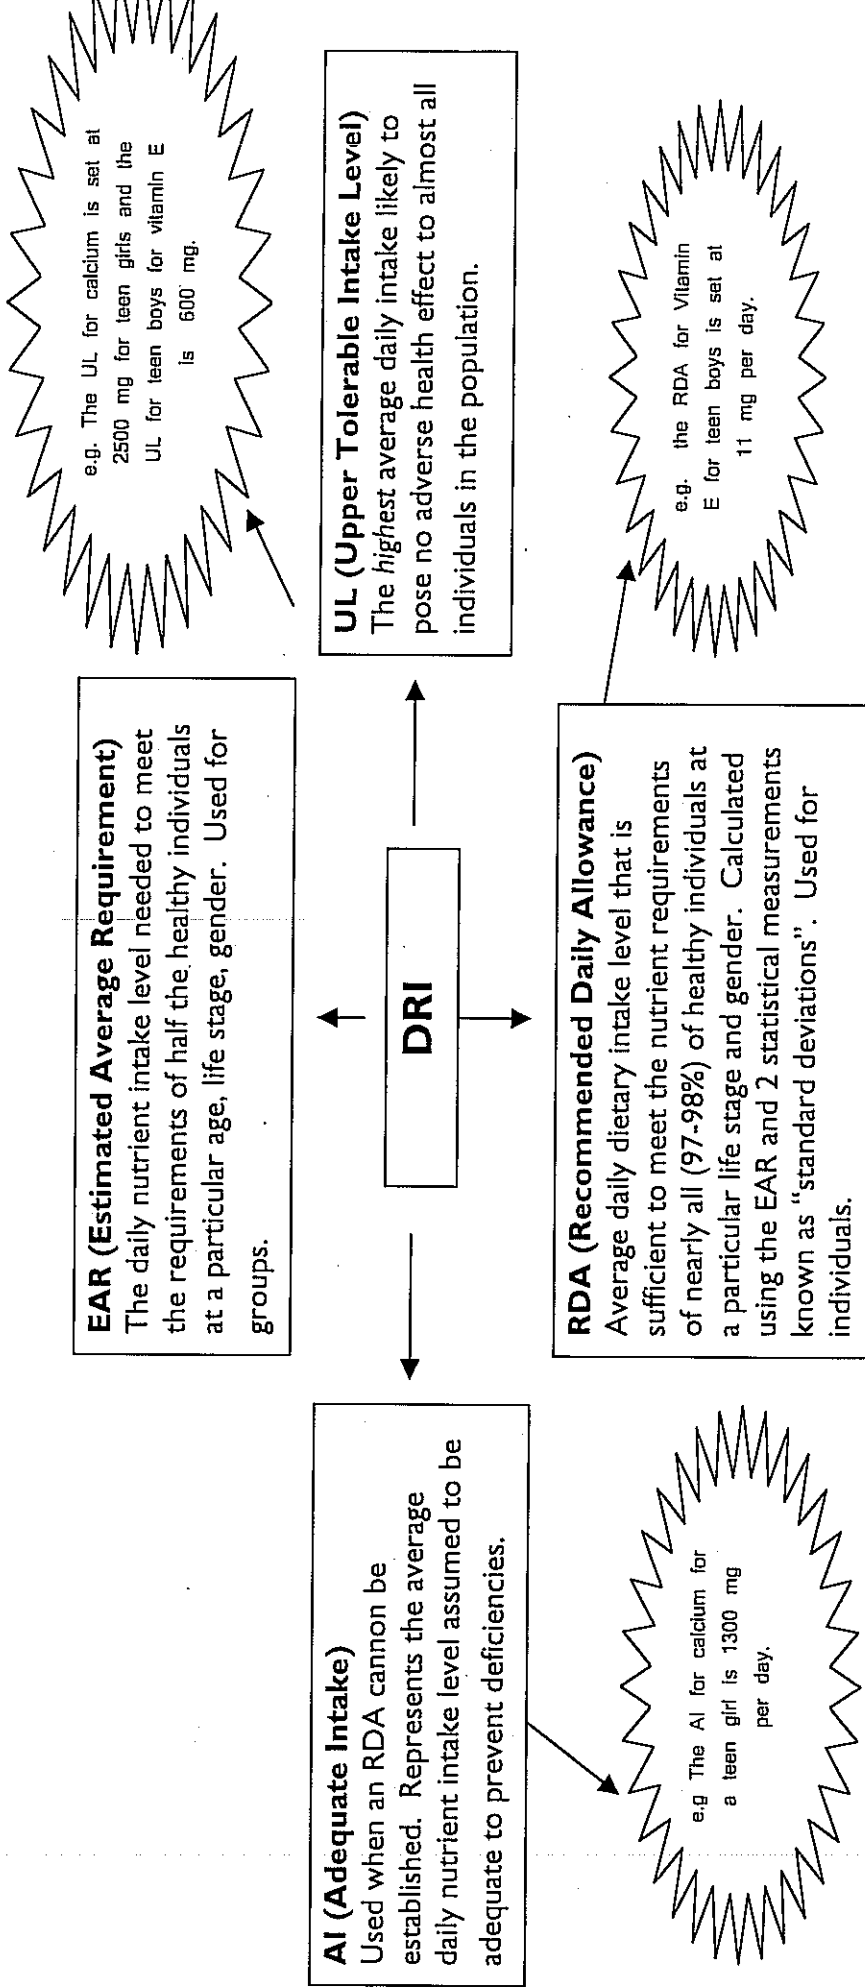 EAR (Estimated Average Requirement)
The daily nutrient intake level needed to meet
the requirements of half the healthy individuals
at a particular age, life stage, gender.  Used for
groups.
e.g. The UL for calcium is set at
2500 mg for teen girls and the
UL for teen boys for vitamin E
is 600 mg.
AI (Adequate Intake)
Used when an RDA cannon be
established.  Represents the average
daily nutrient intake level assumed to be
adequate to prevent deficiencies.
DRI
UL (Upper Tolerable Intake Level)
The highest average daily intake likely to
pose no adverse health effect to almost all
individuals in the population.
RDA (Recommended Daily Allowance)
Average daily dietary intake level that is
sufficient to meet the nutrient requirements
of nearly all (97-98%) of healthy individuals at
a particular life stage and gender.  Calculated
using the EAR and 2 statistical measurements
known as “standard deviations”.  Used for
individuals.
e.g The AI for calcium for
a teen girl is 1300 mg
per day.
e.g. the RDA for Vitamin
E for teen boys is set at
11 mg per day.